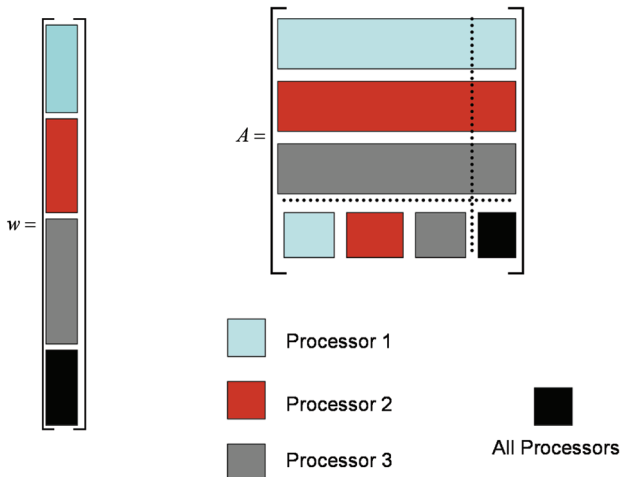 A =
w =
Processor 1
Processor 2
All Processors
Processor 3